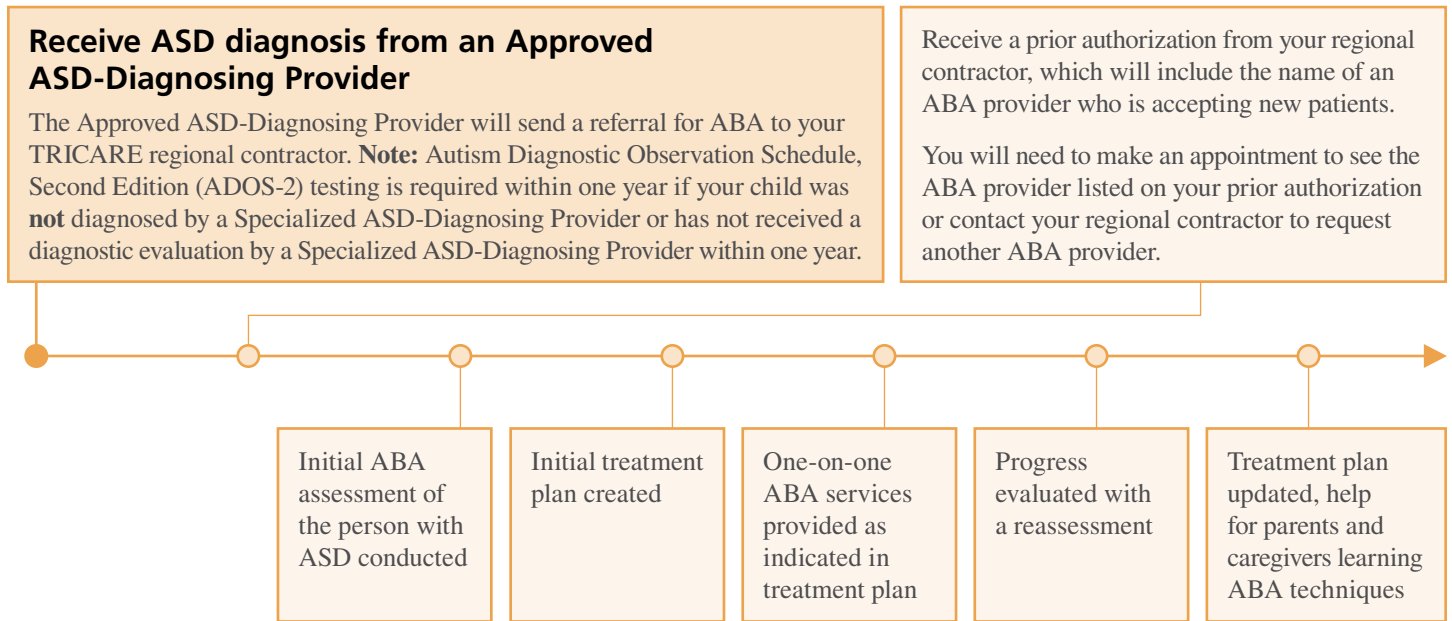 Receive ASD diagnosis from an Approved
ASD-Diagnosing Provider
The Approved ASD-Diagnosing Provider will send a referral for ABA to your
TRICARE regional contractor. Note: Autism Diagnostic Observation Schedule,
Second Edition (ADOS-2) testing is required within one year if your child was
not diagnosed by a Specialized ASD-Diagnosing Provider or has not received a
diagnostic evaluation by a Specialized ASD-Diagnosing Provider within one year.
Receive a prior authorization from your regional
contractor, which will include the name of an
ABA provider who is accepting new patients.
You will need to make an appointment to see the
ABA provider listed on your prior authorization
or contact your regional contractor to request
another ABA provider.
Initial ABA
assessment of
the person with
ASD conducted
Initial treatment
plan created
One-on-one
ABA services
provided as
indicated in
treatment plan
Progress
evaluated with
a reassessment
Treatment plan
updated, help
for parents and
caregivers learning
ABA techniques